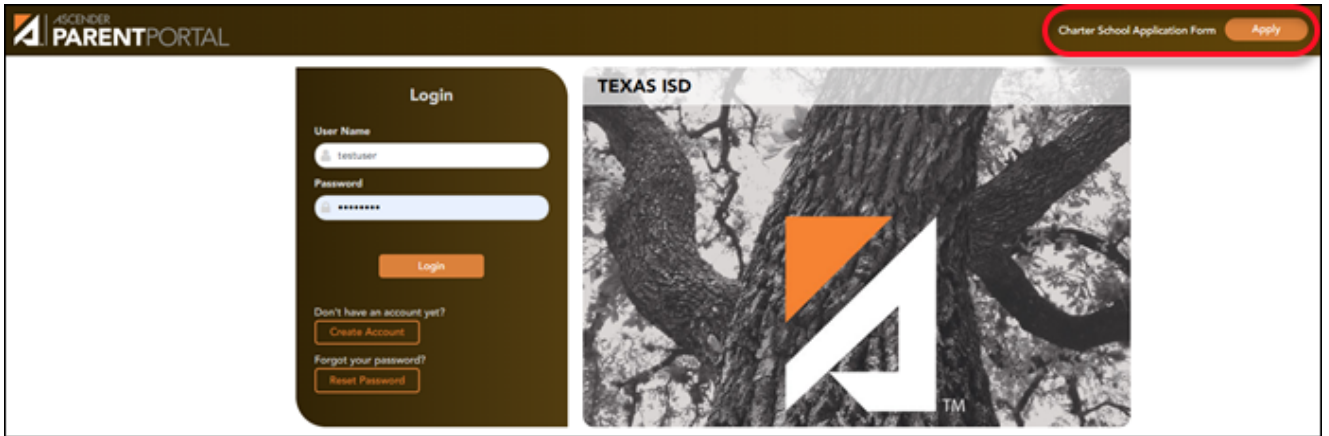 ASCENDER
PARENTPORTAL
Charter School Application Form Apply
Login
User Name
testuser
Password
••••••••
Login
Don't have an account yet?
Create Account
Forgot your password?
Reset Password
TEXAS ISD
TM